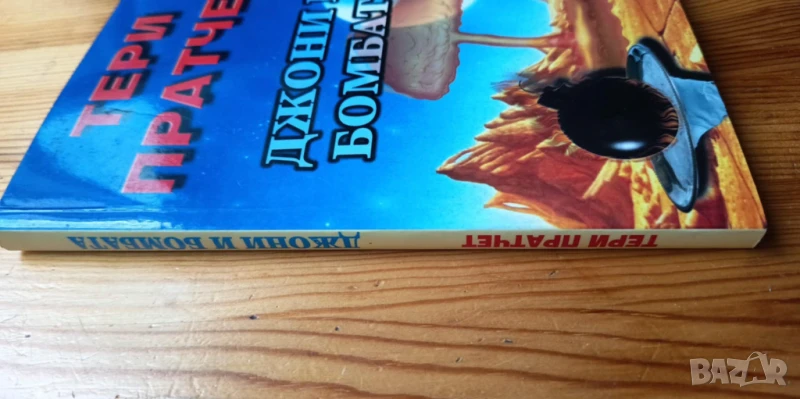 ТЕРИ
ПРАТЧЕ
ДЖОНИ
БОМБАТ
ТЕРИ ПРАТЧЕТ
ДЖОНИ И БОМБАТА
BAZAR